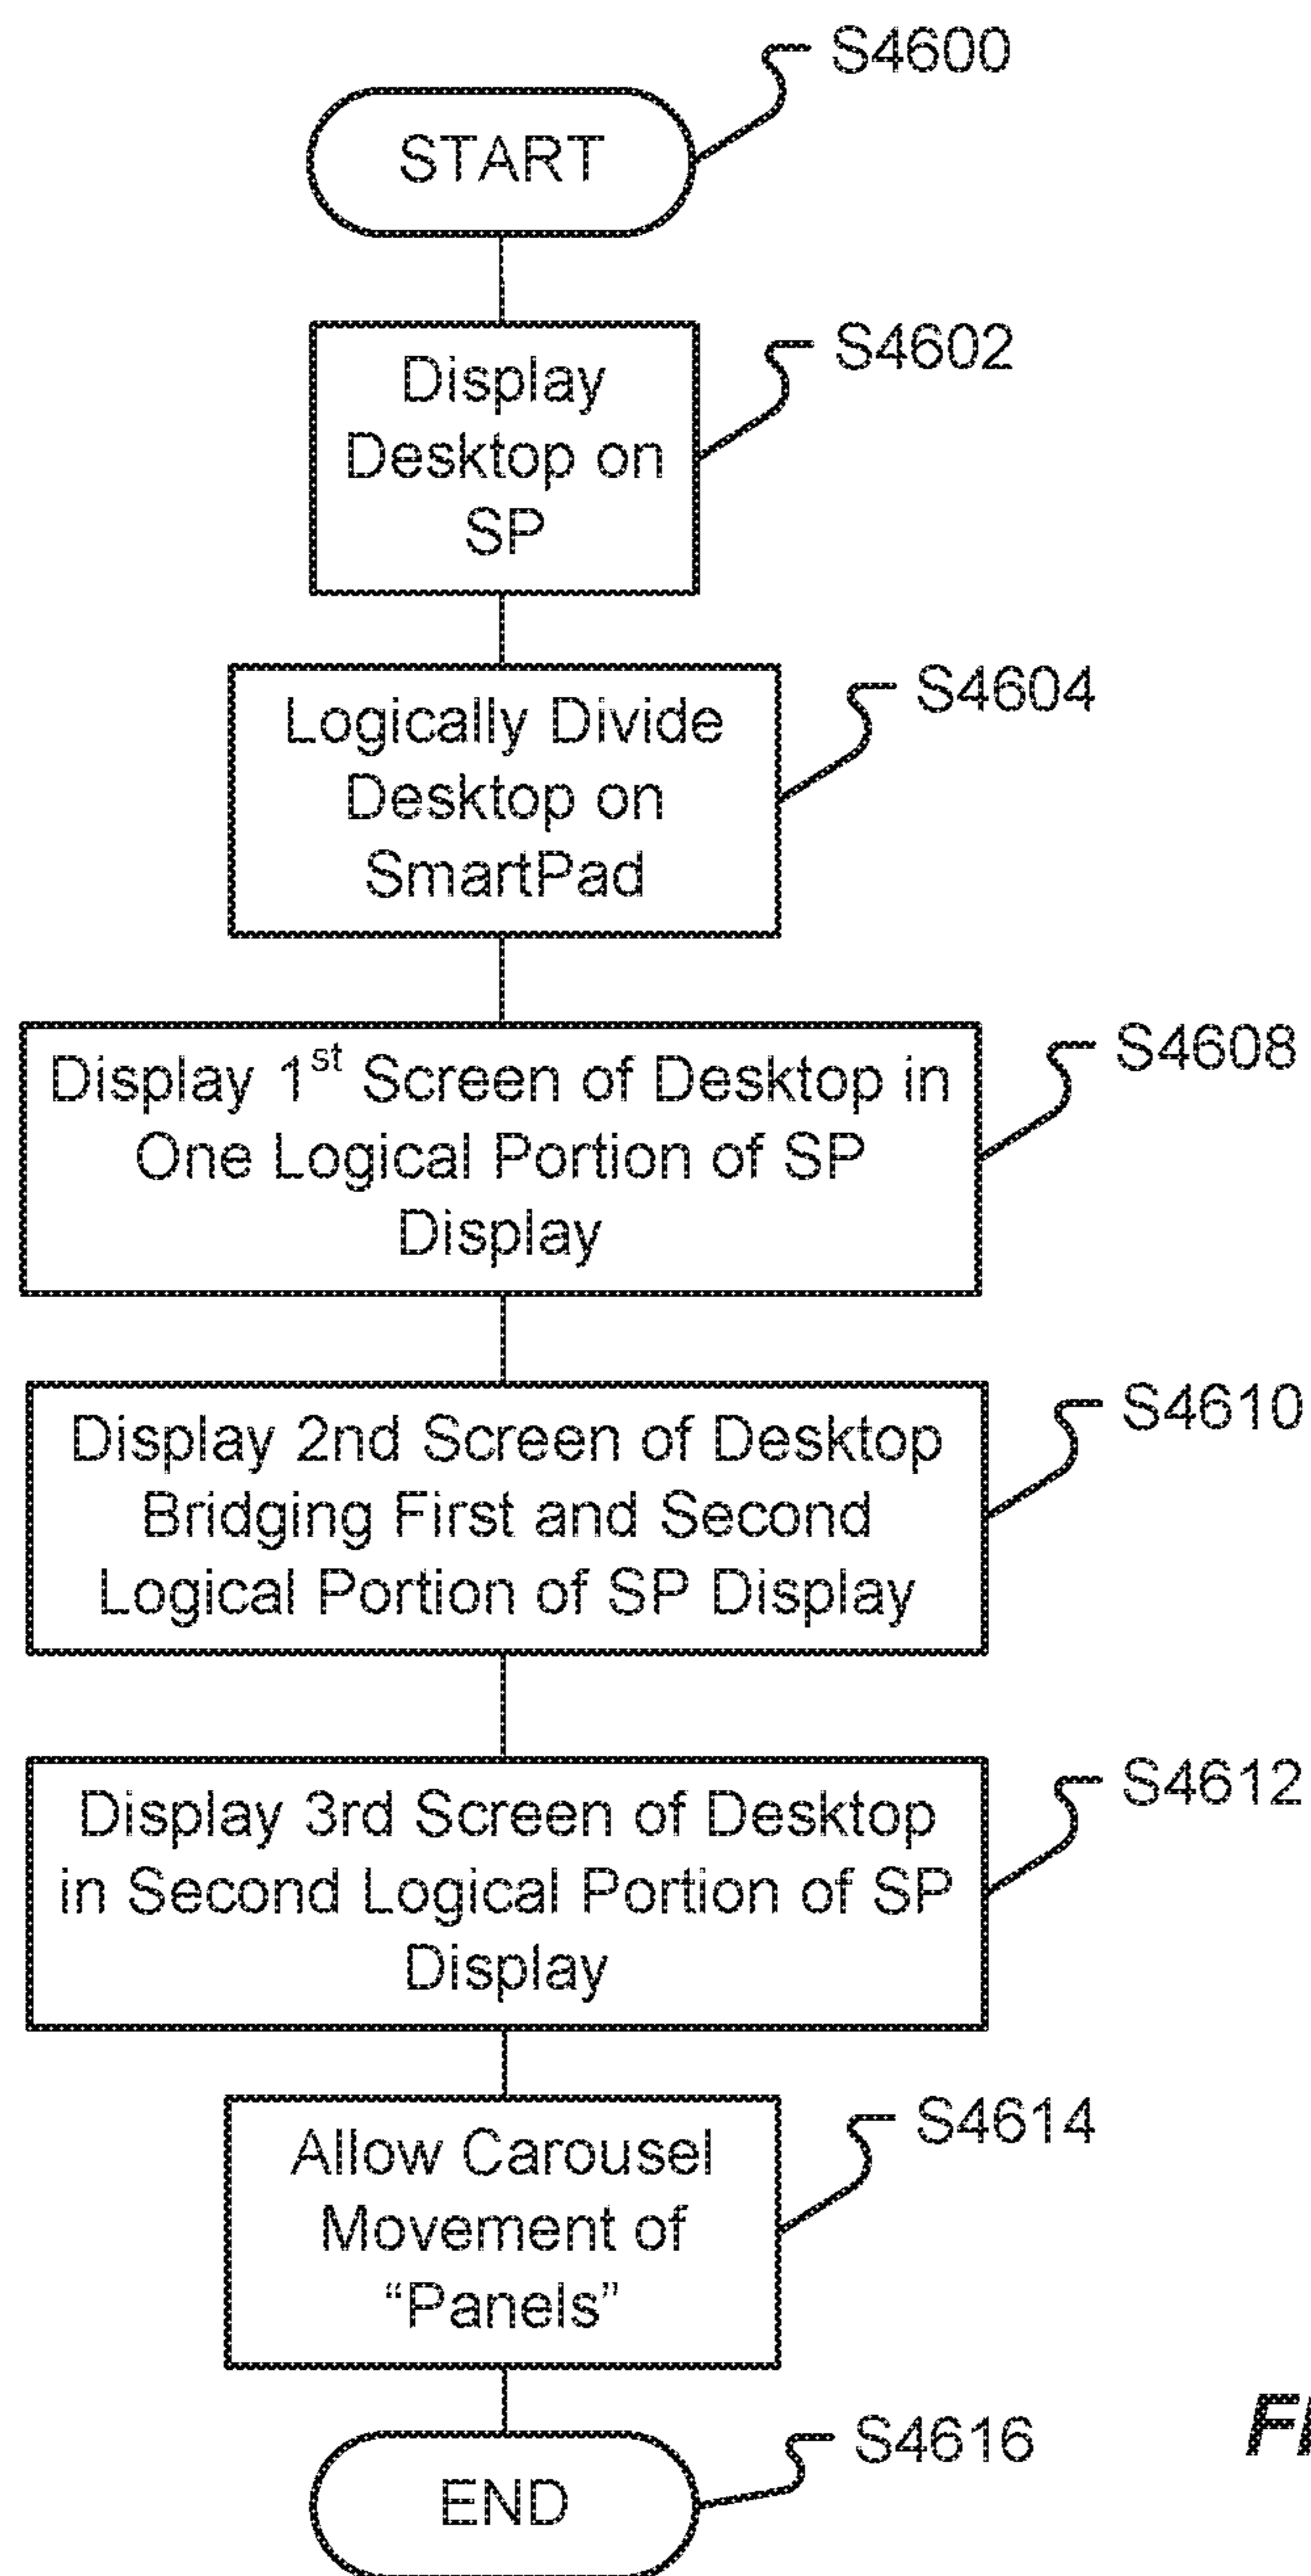 S4600
START
S4602
Display
Desktop on
SP
S4604
Logically Divide
Desktop on
SmartPad
S4608
Display 1st Screen of Desktop in
One Logical Portion of SP
Display
S4610
Display 2nd Screen of Desktop
Bridging First and Second
Logical Portion of SP Display
S4612
Display 3rd Screen of Desktop
in Second Logical Portion of SP
Display
S4614
Allow Carousel
Movement of
“Panels”
S4616
END